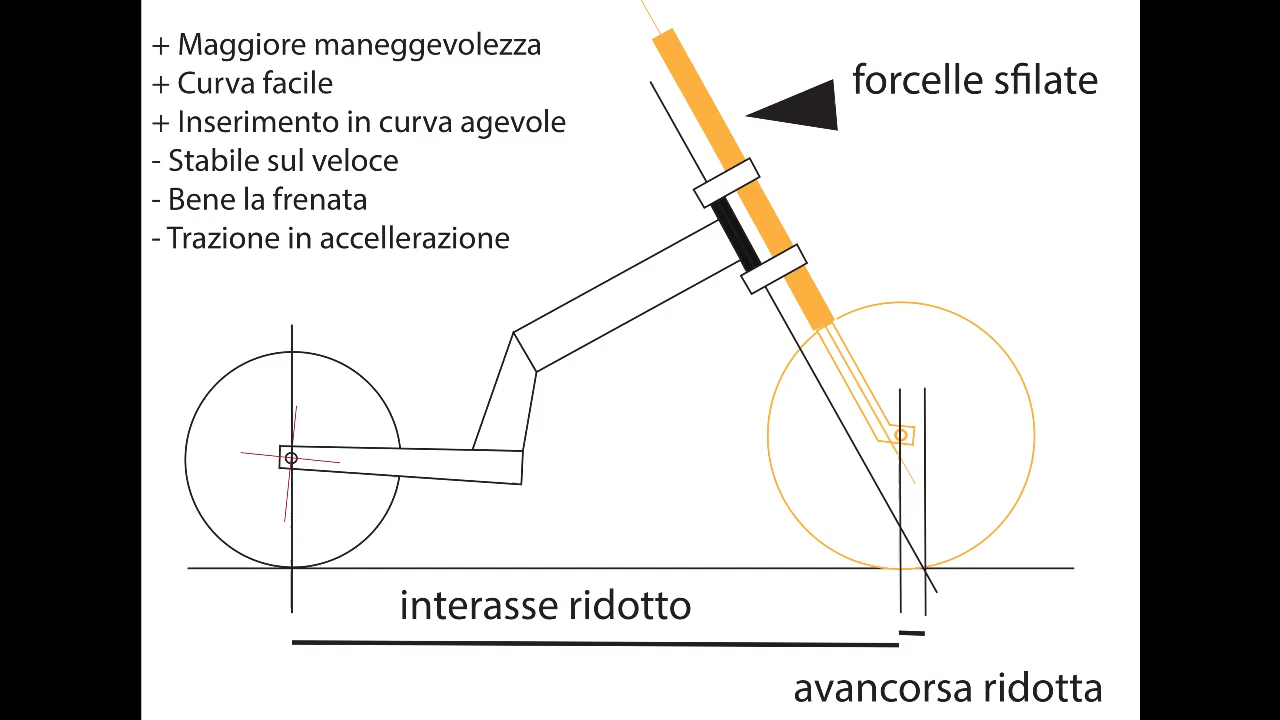 + Maggiore maneggevolezza
+ Curva facile
+ Inserimento in curva agevole
- Stabile sul veloce
- Bene la frenata
- Trazione in accellerazione
forcelle sfilate
interasse ridotto
avancorsa ridotta